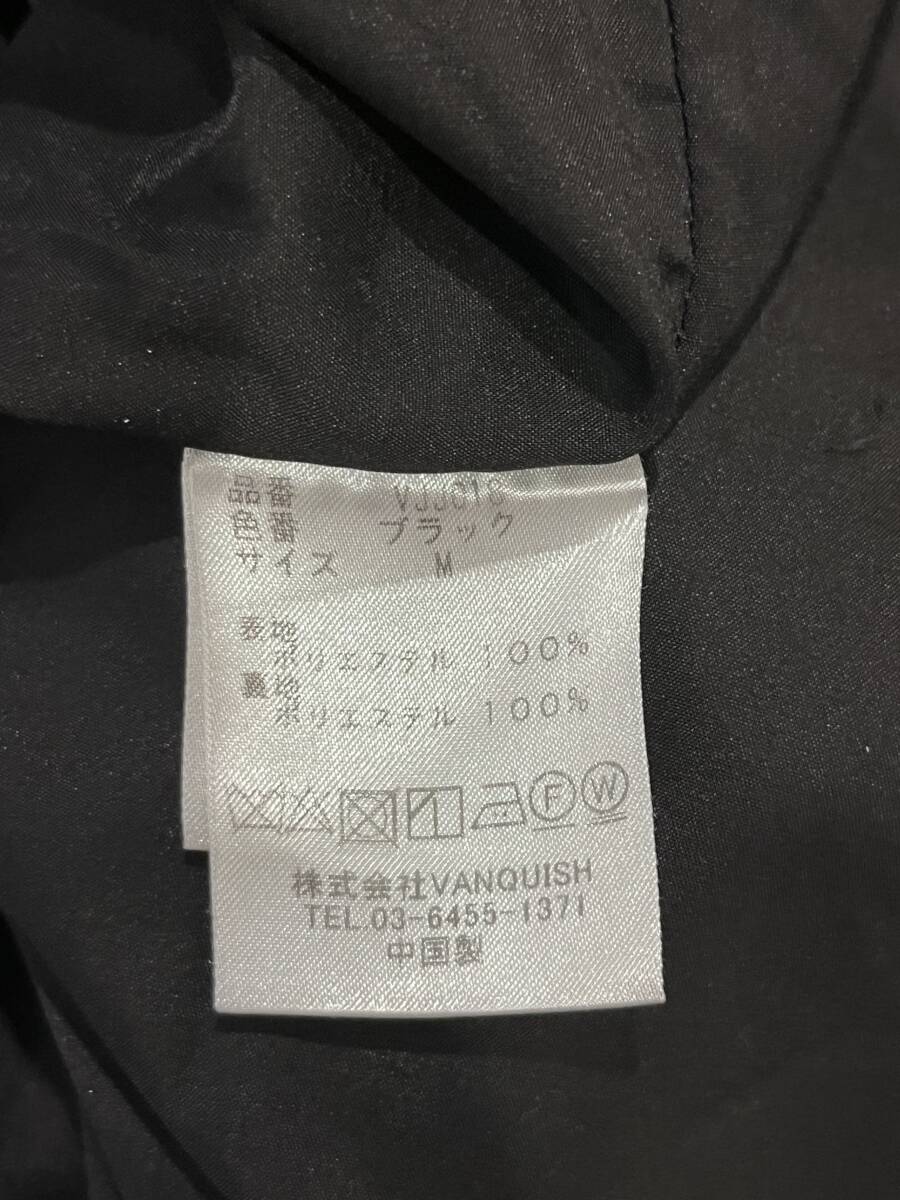 品番
色番 ブラック
サイズ M
表地
ポリエステル 100%
裏地
ポリエステル 100%
F W
株式会社VANQUISH
TEL.03-6455-1371
中国製